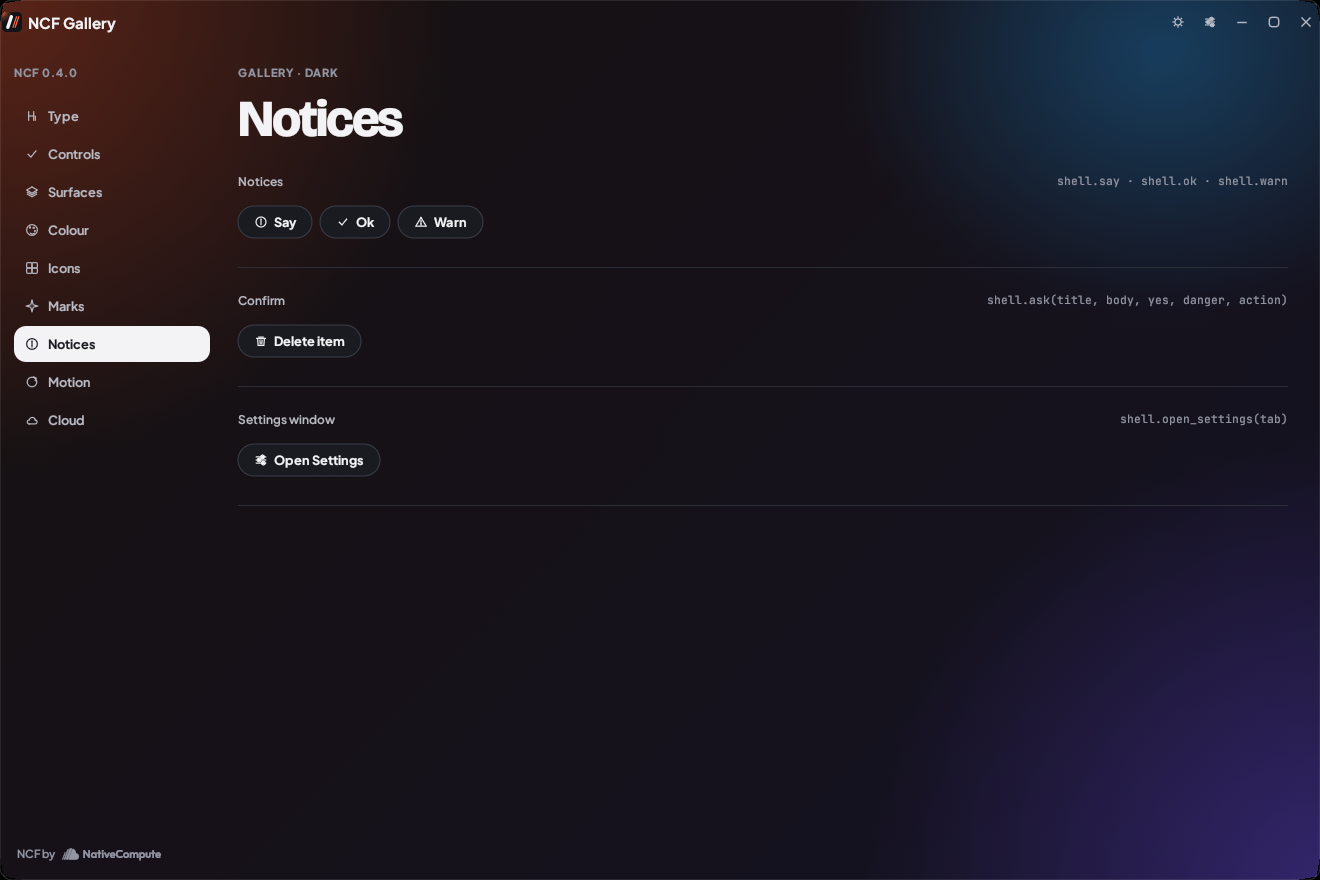 NCF Gallery
NCF 0.4.0
Type
Controls
Surfaces
Colour
Icons
Marks
Notices
Motion
Cloud
GALLERY · DARK
Notices
Notices
shell.say · shell.ok · shell.warn
Say
Ok
Warn
Confirm
shell.ask(title, body, yes, danger, action)
Delete item
Settings window
shell.open_settings(tab)
Open Settings
NCF by NativeCompute